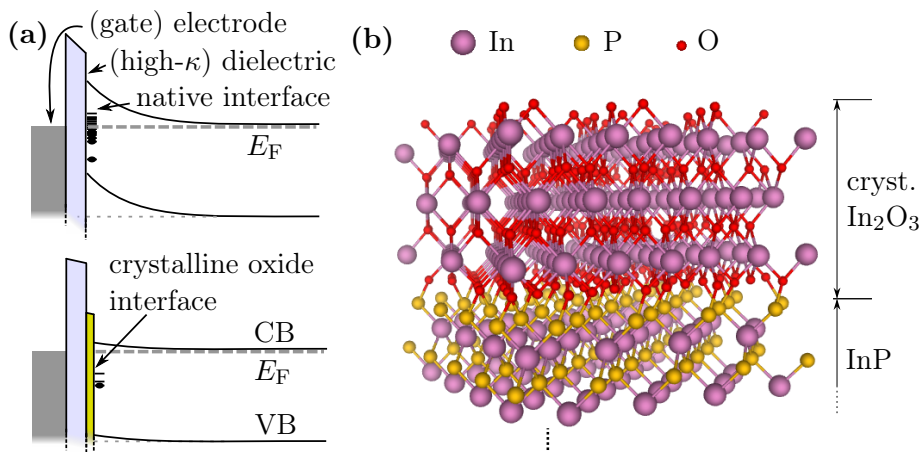 (a)
(gate) electrode
(high-κ) dielectric
native interface
E_F
crystalline oxide
interface
CB
E_F
VB
(b)
In
P
O
cryst.
In₂O₃
InP